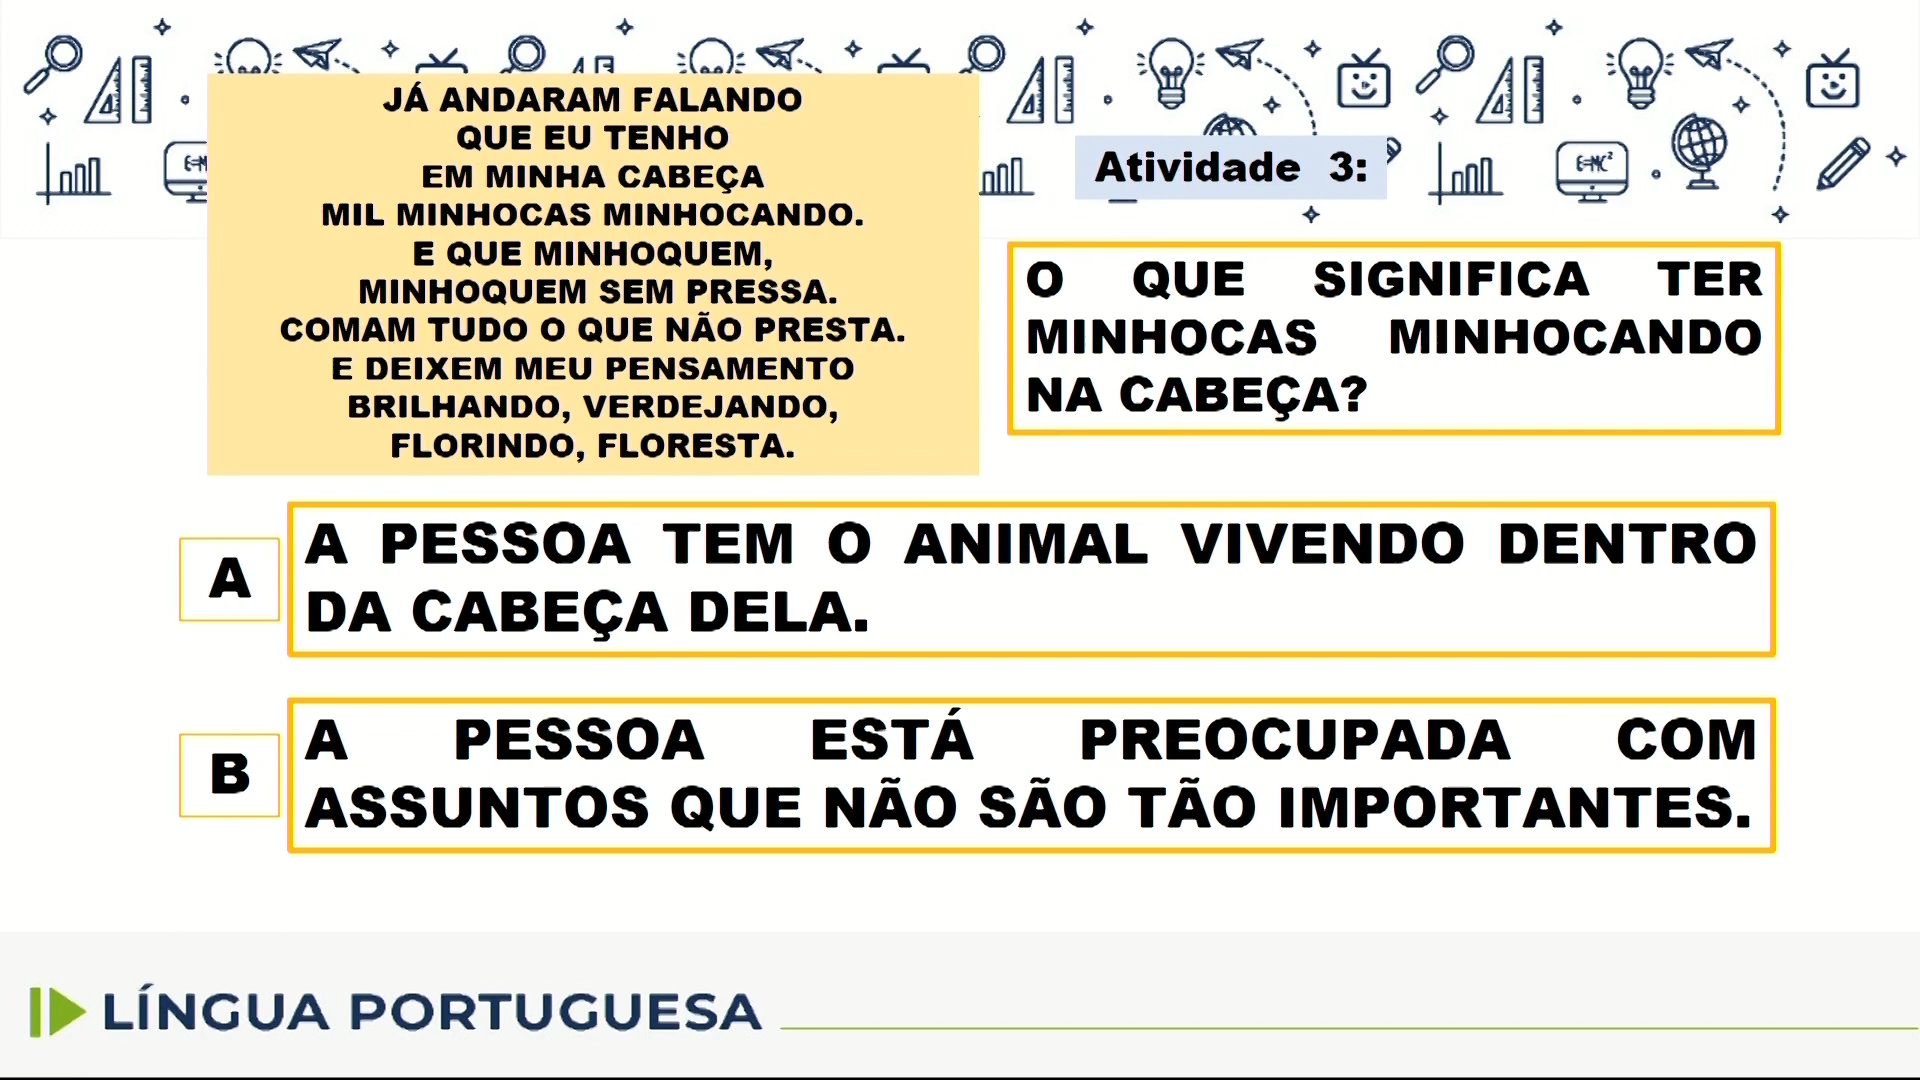 JÁ ANDARAM FALANDO
QUE EU TENHO
EM MINHA CABEÇA
MIL MINHOCAS MINHOCANDO.
E QUE MINHOQUEM,
MINHOQUEM SEM PRESSA.
COMAM TUDO O QUE NÃO PRESTA.
E DEIXEM MEU PENSAMENTO
BRILHANDO, VERDEJANDO,
FLORINDO, FLORESTA.
Atividade 3:
O QUE SIGNIFICA TER
MINHOCAS MINHOCANDO
NA CABEÇA?
A
A PESSOA TEM O ANIMAL VIVENDO DENTRO
DA CABEÇA DELA.
B
A PESSOA ESTÁ PREOCUPADA COM
ASSUNTOS QUE NÃO SÃO TÃO IMPORTANTES.
E=MC²
LÍNGUA PORTUGUESA